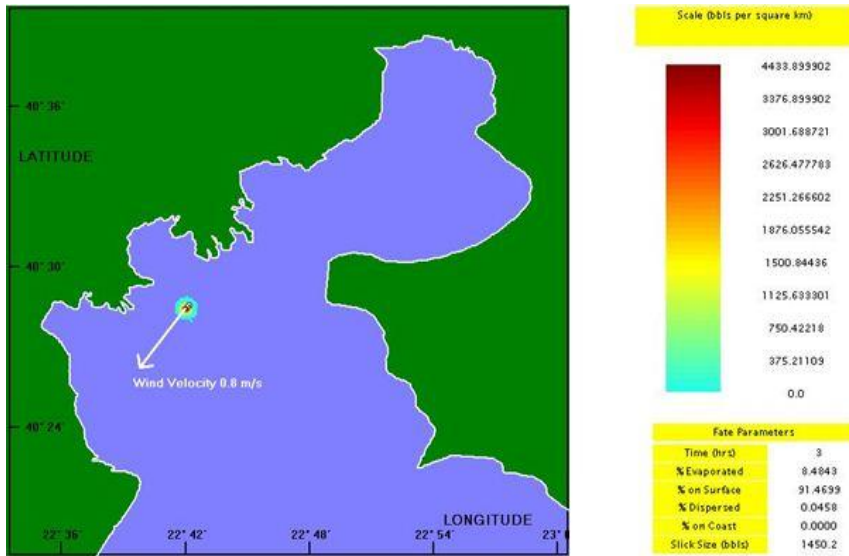 40° 36'
LATITUDE
40° 30'
Wind Velocity 0.8 m/s
40° 24'
LONGITUDE
22° 36' 22° 42' 22° 48' 22° 54' 23° 0
Scale (bbls per square km)
4433.899902
3376.899902
3001.688721
2626.477783
2251.266602
1876.055542
1500.84436
1125.633301
750.42218
375.21109
0.0
Fate Parameters
Time (hrs) 3
% Evaporated 8.4843
% on Surface 91.4699
% Dispersed 0.0458
% on Coast 0.0000
Slick Size (bbls) 1450.2